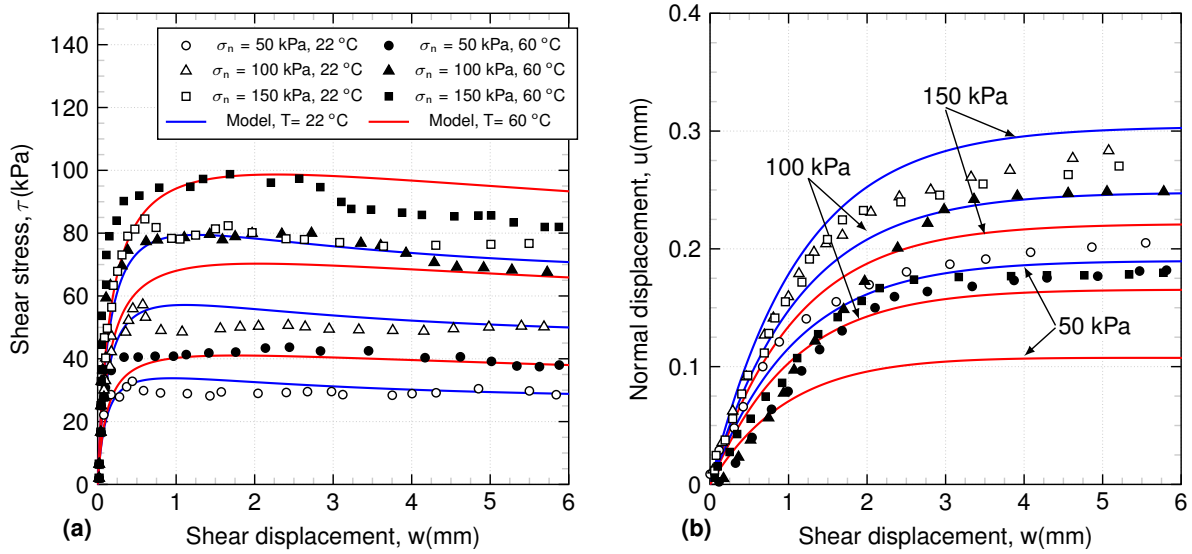 σn = 50 kPa, 22 °C
σn = 50 kPa, 60 °C
σn = 100 kPa, 22 °C
σn = 100 kPa, 60 °C
σn = 150 kPa, 22 °C
σn = 150 kPa, 60 °C
Model, T= 22 °C
Model, T= 60 °C
Shear stress, τ(kPa)
140
120
100
80
60
40
20
0
0 1 2 3 4 5 6
(a)
Shear displacement, w(mm)
Normal displacement, u(mm)
0.4
0.3
0.2
0.1
0
150 kPa
100 kPa
50 kPa
0 1 2 3 4 5 6
(b)
Shear displacement, w(mm)